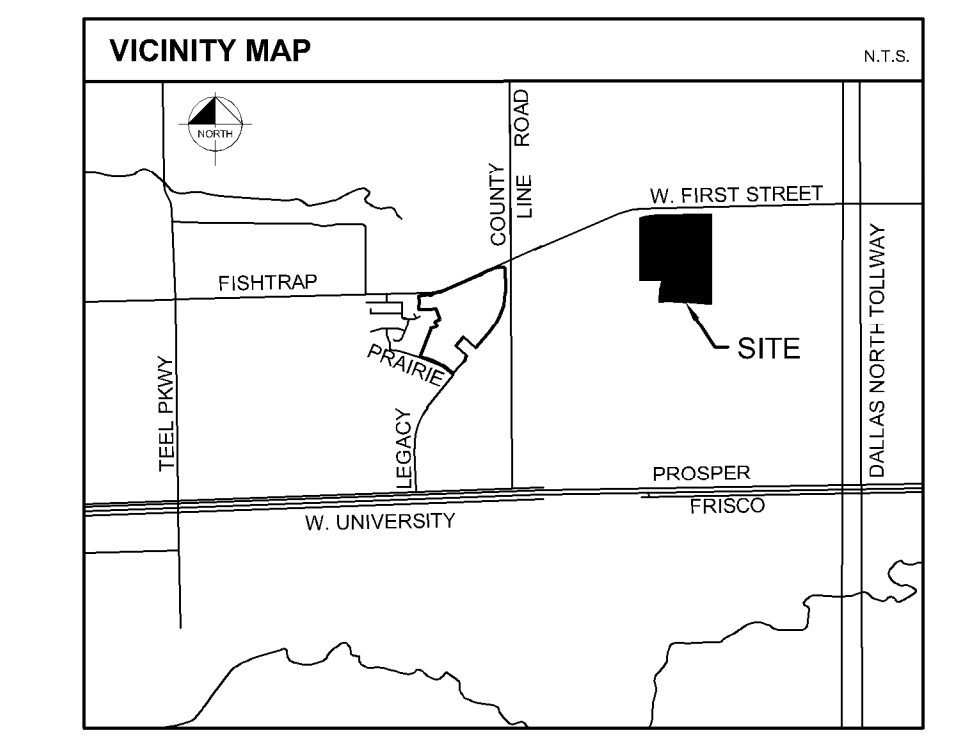 VICINITY MAP
N.T.S.
NORTH
COUNTY
LINE ROAD
W. FIRST STREET
FISHTRAP
PRAIRIE
SITE
TEEL PKWY
LEGACY
DALLAS NORTH TOLLWAY
PROSPER
FRISCO
W. UNIVERSITY